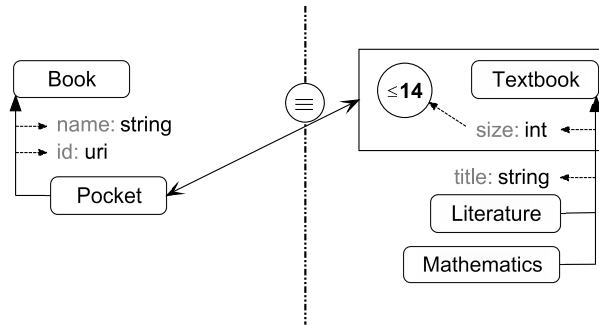 Book
name: string
id: uri
Pocket
≡
≤14
Textbook
size: int
title: string
Literature
Mathematics